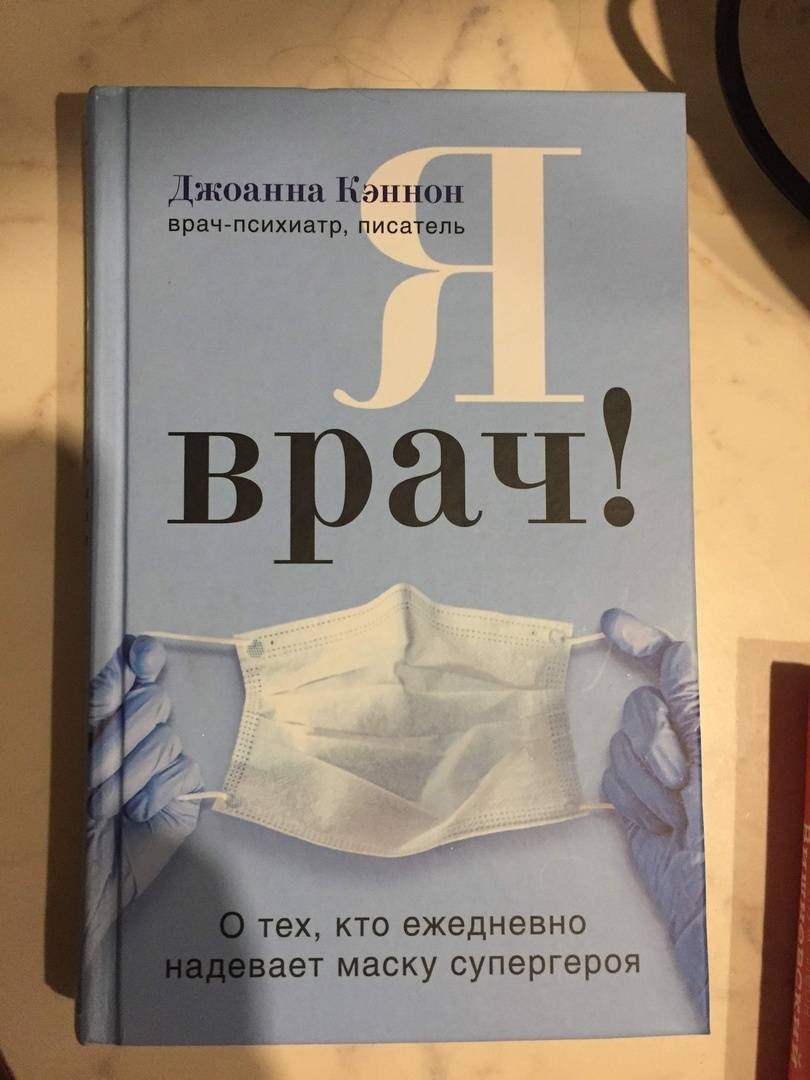 Джоанна Кэннон
врач-психиатр, писатель
Я
врач!
О тех, кто ежедневно
надевает маску супергероя